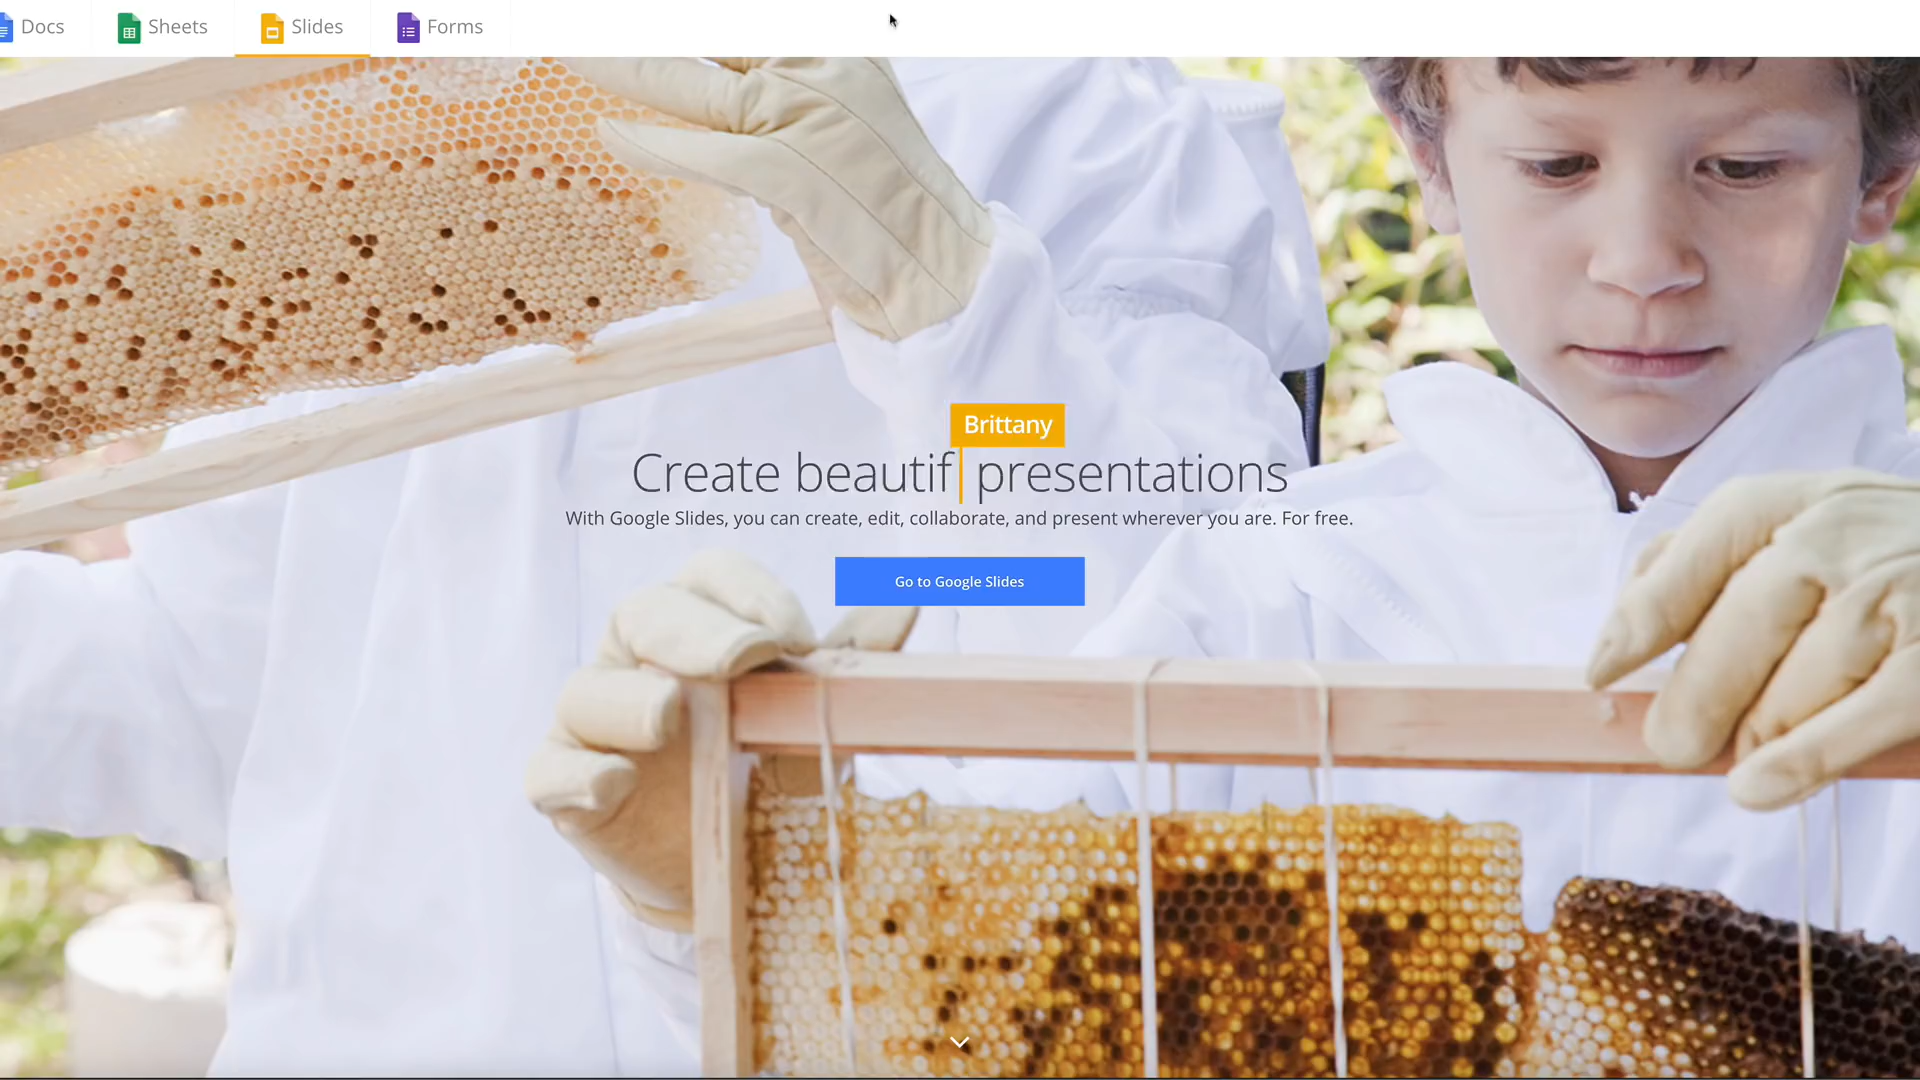 Docs
Sheets
Slides
Forms
Brittany
Create beautif presentations
With Google Slides, you can create, edit, collaborate, and present wherever you are. For free.
Go to Google Slides